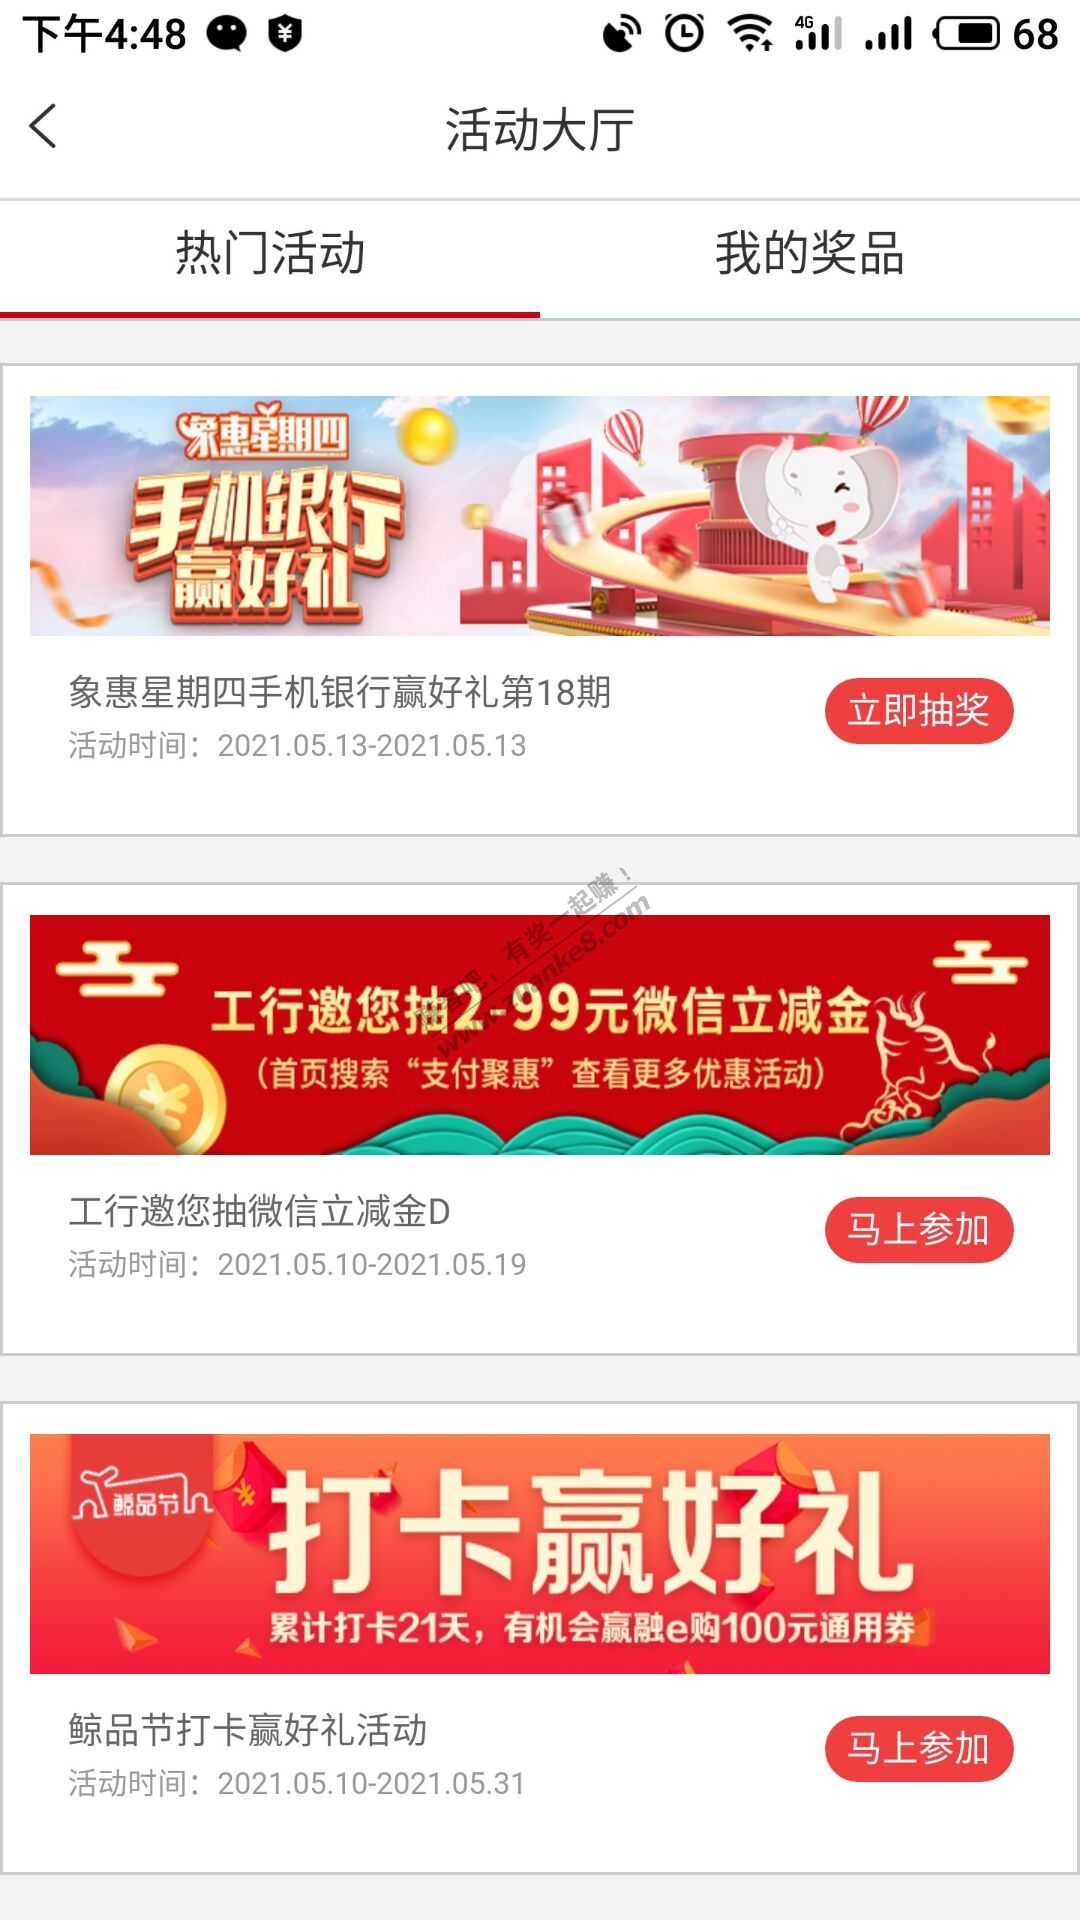 下午4:48
4G
68
活动大厅
热门活动
我的奖品
象惠星期四
手机银行
赢好礼
象惠星期四手机银行赢好礼第18期
立即抽奖
活动时间：2021.05.13-2021.05.13
有奖一起赚！
www.zuanke8.com
工行邀您抽2-99元微信立减金
（首页搜索“支付聚惠”查看更多优惠活动）
工行邀您抽微信立减金D
马上参加
活动时间：2021.05.10-2021.05.19
鲸品节
打卡赢好礼
累计打卡21天，有机会赢融e购100元通用券
鲸品节打卡赢好礼活动
马上参加
活动时间：2021.05.10-2021.05.31